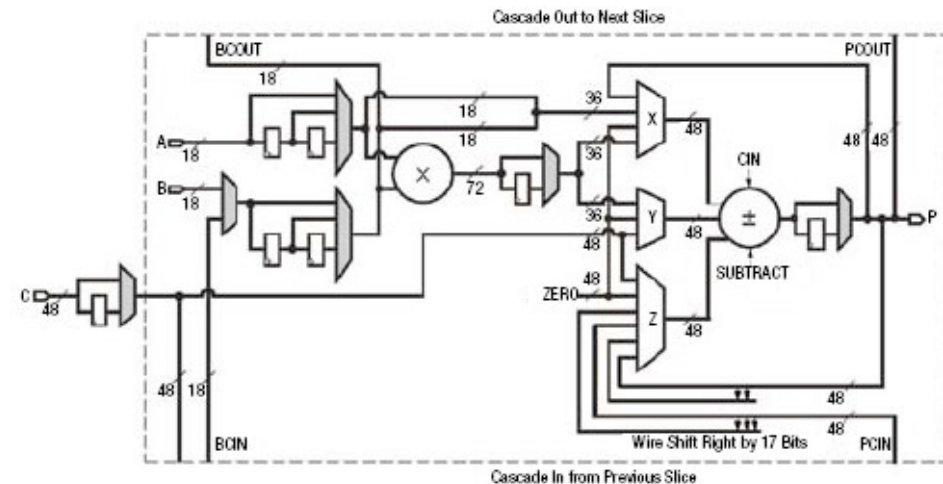 Cascade Out to Next Slice
BCOUT
PCOUT
18
18
36
X
48
A
18
18
36
48
48
CIN
×
72
B
18
36
Y
48
±
P
48
SUBTRACT
C
48
ZERO
48
Z
48
48
18
48
BCIN
48
Wire Shift Right by 17 Bits
PCIN
Cascade In from Previous Slice